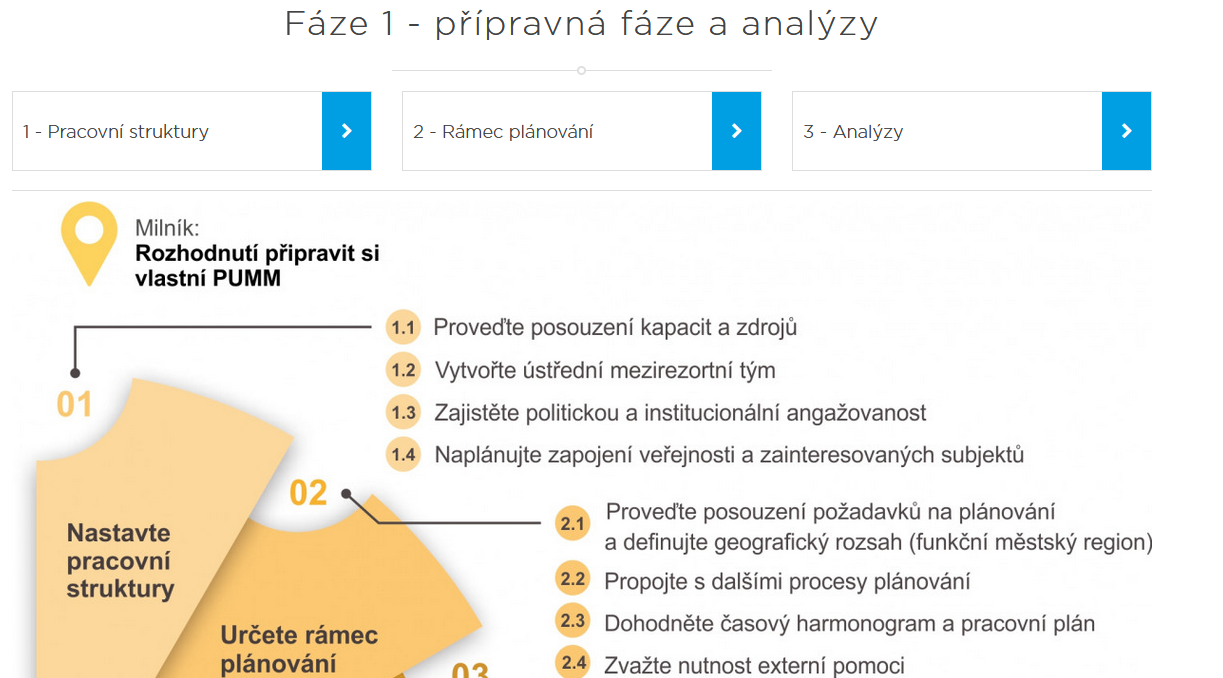 Fáze 1 - přípravná fáze a analýzy
1 - Pracovní struktury
2 - Rámec plánování
3 - Analýzy
Milník:
Rozhodnutí připravit si
vlastní PUMM
01
1.1 Proveďte posouzení kapacit a zdrojů
1.2 Vytvořte ústřední mezirezortní tým
1.3 Zajistěte politickou a institucionální angažovanost
1.4 Naplánujte zapojení veřejnosti a zainteresovaných subjektů
Nastavte
pracovní
struktury
02
2.1 Proveďte posouzení požadavků na plánování
a definujte geografický rozsah (funkční městský region)
2.2 Propojte s dalšími procesy plánování
2.3 Dohodněte časový harmonogram a pracovní plán
2.4 Zvažte nutnost externí pomoci
Určete rámec
plánování
03